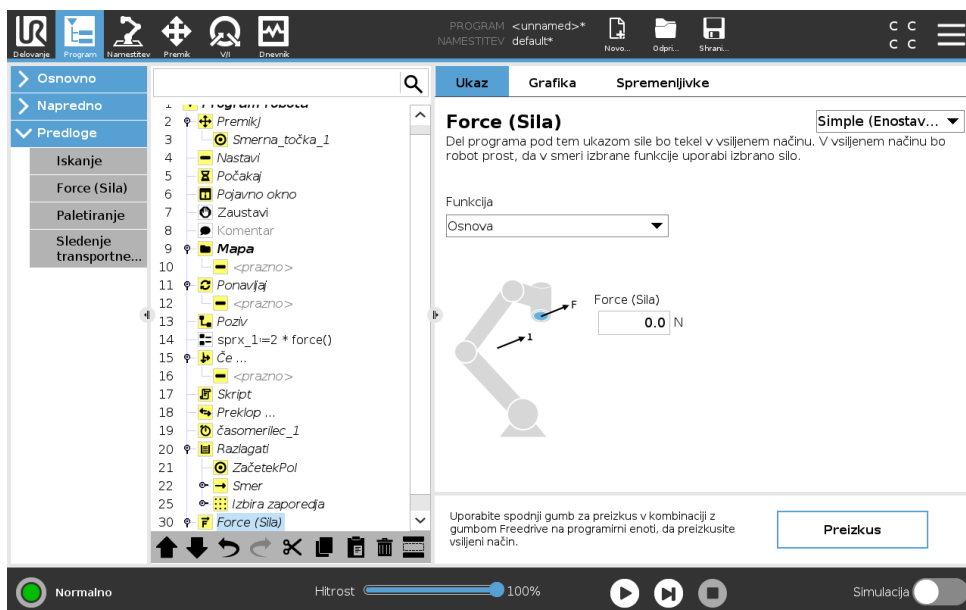 UR
Delovanje
Program
Namestitev
Premik
V/I
Dnevnik
PROGRAM <unnamed>*
NAMESTITEV default*
Novo...
Odpri...
Shrani...
C C
C C
Osnovno
Napredno
Predloge
Iskanje
Force (Sila)
Paletiranje
Sledenje
transportne...
1 Program robota
2 PremikJ
3 Smerna_točka_1
4 Nastavi
5 Počakaj
6 Pojavno okno
7 Zaustavi
8 Komentar
9 Mapa
10 <prazno>
11 Ponavljaj
12 <prazno>
13 Poziv
14 sprx_1:=2 * force()
15 Če ...
16 <prazno>
17 Skript
18 Preklop ...
19 časomerilec_1
20 Razlagati
21 ZačetekPol
22 Smer
25 Izbira zaporedja
30 Force (Sila)
Ukaz
Grafika
Spremenljivke
Force (Sila)
Simple (Enostav...
Del programa pod tem ukazom sile bo tekel v vsiljenem načinu. V vsiljenem načinu bo
robot prost, da v smeri izbrane funkcije uporabi izbrano silo.
Funkcija
Osnova
F
1
Force (Sila)
0.0 N
Uporabite spodnji gumb za preizkus v kombinaciji z
gumbom Freedrive na programirni enoti, da preizkusite
vsiljeni način.
Preizkus
Normalno
Hitrost
100%
Simulacija